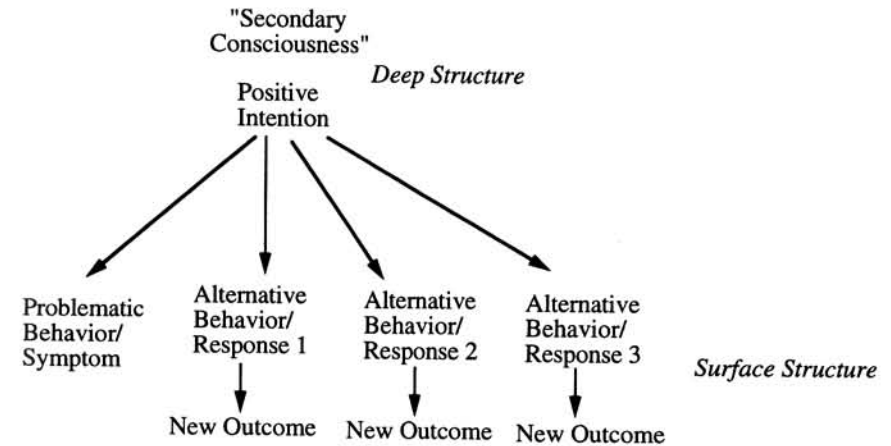 "Secondary
Consciousness"
Deep Structure
Positive
Intention
Problematic
Behavior/
Symptom
Alternative
Behavior/
Response 1
Alternative
Behavior/
Response 2
Alternative
Behavior/
Response 3
Surface Structure
New Outcome
New Outcome
New Outcome